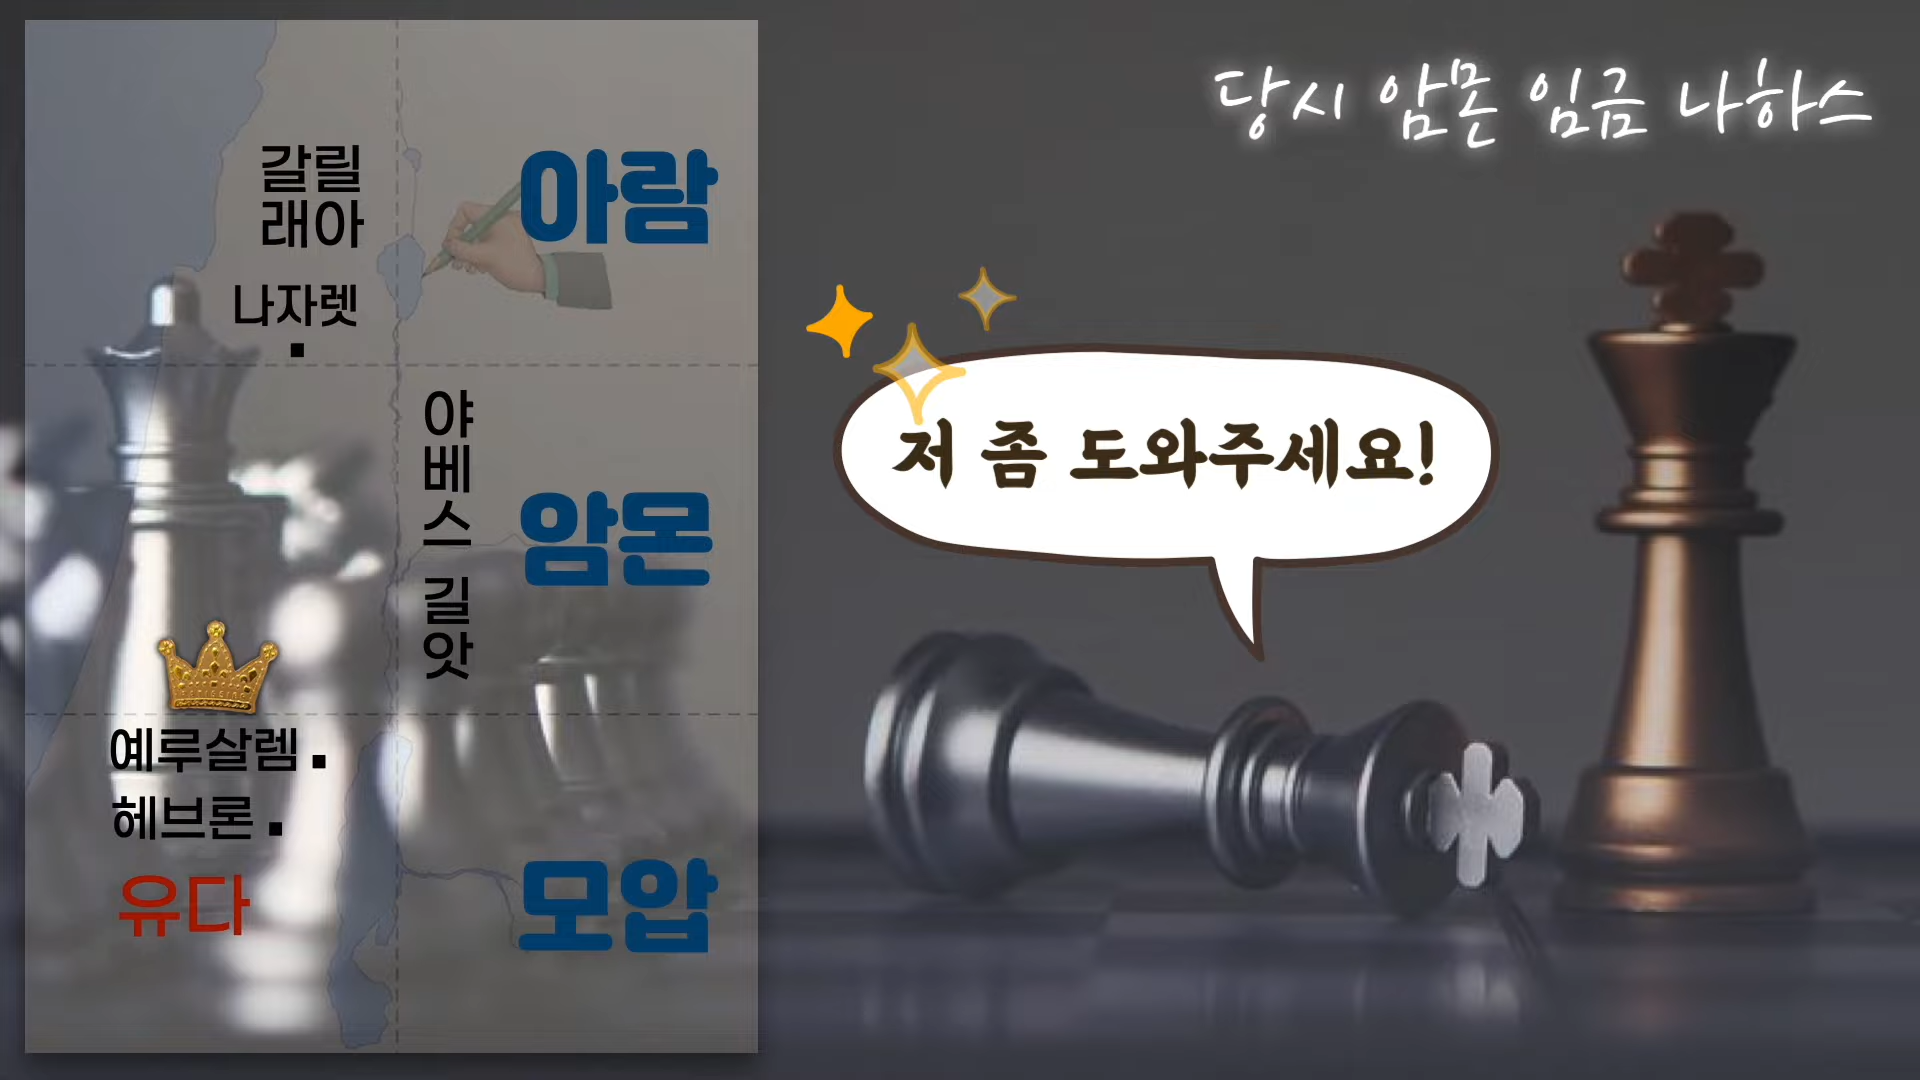 당시 암몬 임금 나하스
갈릴
래아
아람
나자렛
야베스 길앗
저 좀 도와주세요!
암몬
예루살렘
헤브론
유다
모압